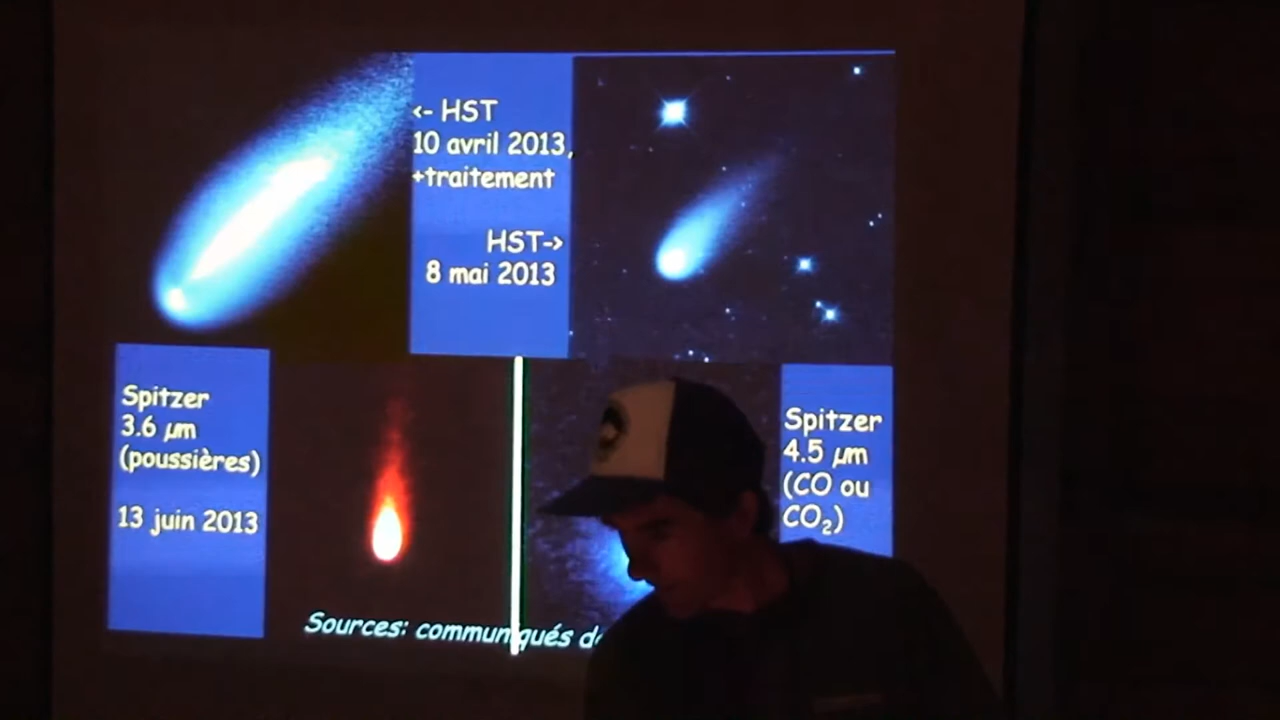 <- HST
10 avril 2013,
+traitement
HST->
8 mai 2013
Spitzer
3.6 µm
(poussières)
13 juin 2013
Spitzer
4.5 µm
(CO ou
CO₂)
Sources: communiqués